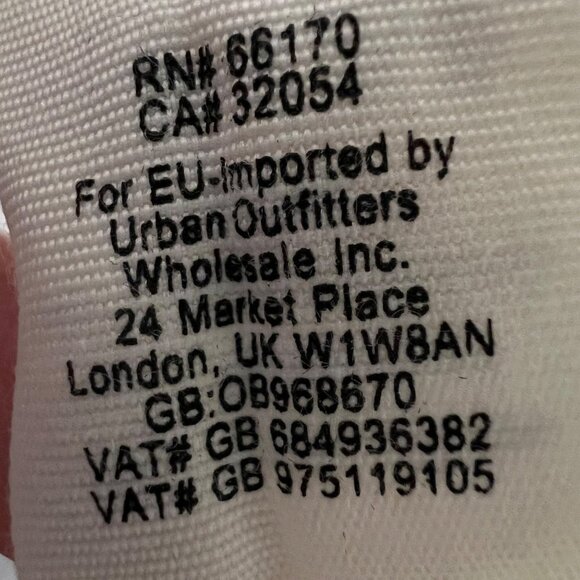 RN# 66170
CA# 32054
For EU-Imported by
Urban Outfitters
Wholesale Inc.
24 Market Place
London, UK W1W8AN
GB:OB968670
VAT# GB 684936382
VAT# GB 975119105